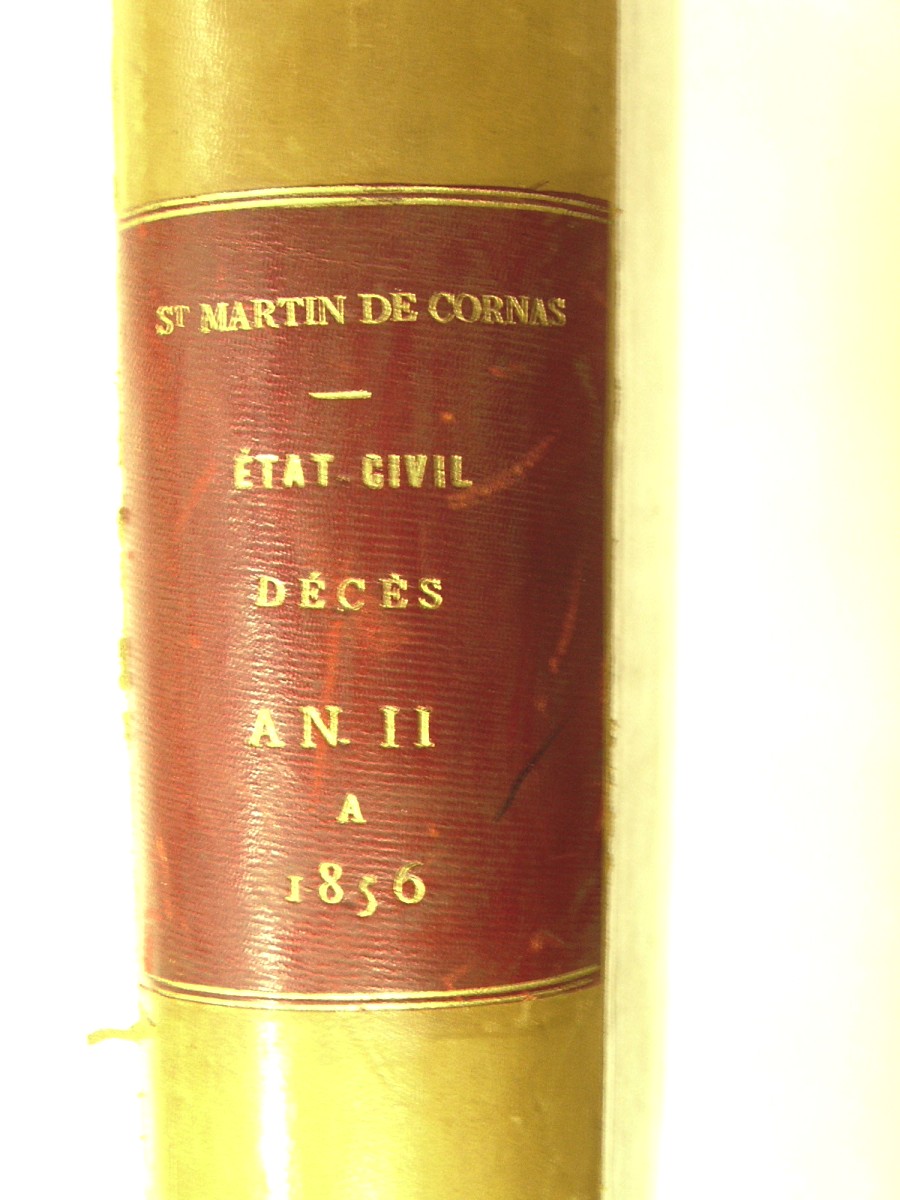 ST MARTIN DE CORNAS
—
ÉTAT-CIVIL
DÉCÈS
AN. II
A
1856